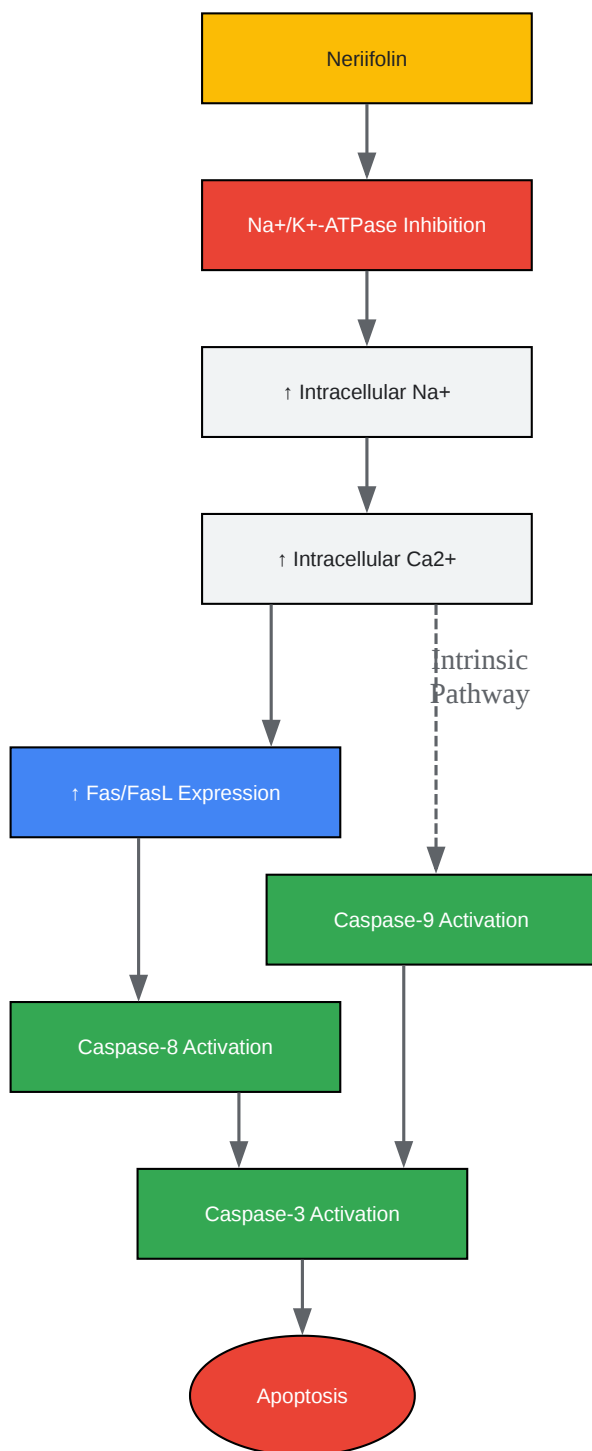 Neriifolin
Na+/K+-ATPase Inhibition
↑ Intracellular Na+
↑ Intracellular Ca2+
Intrinsic
Pathway
↑ Fas/FasL Expression
Caspase-9 Activation
Caspase-8 Activation
Caspase-3 Activation
Apoptosis